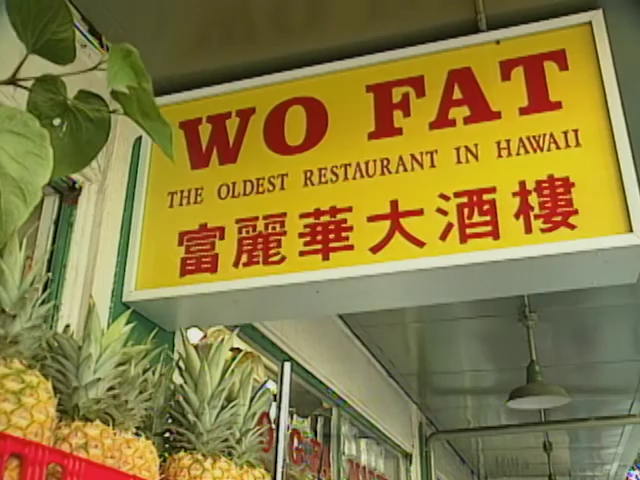 WO FAT
THE OLDEST RESTAURANT IN HAWAII
富麗華大酒樓